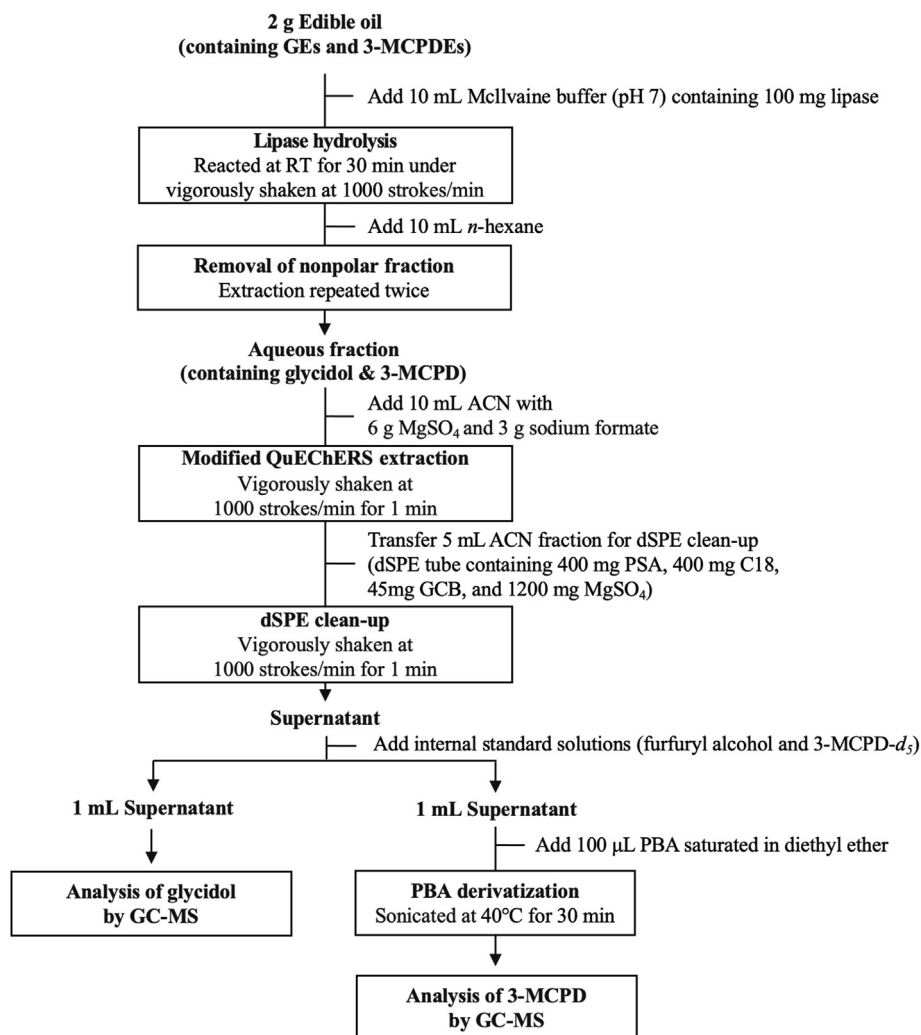 2 g Edible oil
(containing GEs and 3-MCPDEs)
Add 10 mL McIlvaine buffer (pH 7) containing 100 mg lipase
Lipase hydrolysis
Reacted at RT for 30 min under
vigorously shaken at 1000 strokes/min
Add 10 mL n-hexane
Removal of nonpolar fraction
Extraction repeated twice
Aqueous fraction
(containing glycidol & 3-MCPD)
Add 10 mL ACN with
6 g MgSO₄ and 3 g sodium formate
Modified QuEChERS extraction
Vigorously shaken at
1000 strokes/min for 1 min
Transfer 5 mL ACN fraction for dSPE clean-up
(dSPE tube containing 400 mg PSA, 400 mg C18,
45mg GCB, and 1200 mg MgSO₄)
dSPE clean-up
Vigorously shaken at
1000 strokes/min for 1 min
Supernatant
Add internal standard solutions (furfuryl alcohol and 3-MCPD-d₅)
1 mL Supernatant
1 mL Supernatant
Add 100 μL PBA saturated in diethyl ether
Analysis of glycidol
by GC-MS
PBA derivatization
Sonicated at 40℃ for 30 min
Analysis of 3-MCPD
by GC-MS